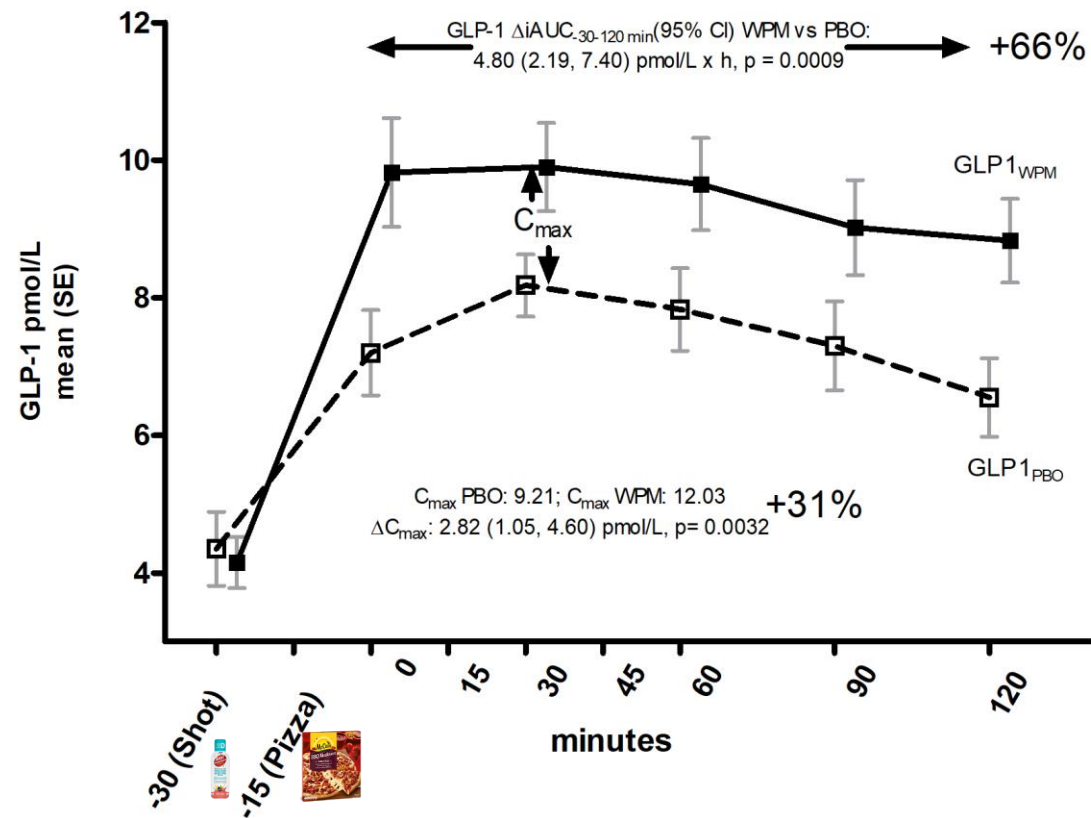 GLP-1 ΔiAUC-30-120 min(95% CI) WPM vs PBO:
4.80 (2.19, 7.40) pmol/L x h, p = 0.0009
+66%
12
10
8
6
4
GLP-1 pmol/L
mean (SE)
GLP1WPM
Cmax
GLP1PBO
Cmax PBO: 9.21; Cmax WPM: 12.03
+31%
ΔCmax: 2.82 (1.05, 4.60) pmol/L, p= 0.0032
-30 (Shot)
-15 (Pizza)
0
15
30
45
60
90
120
minutes
McCain